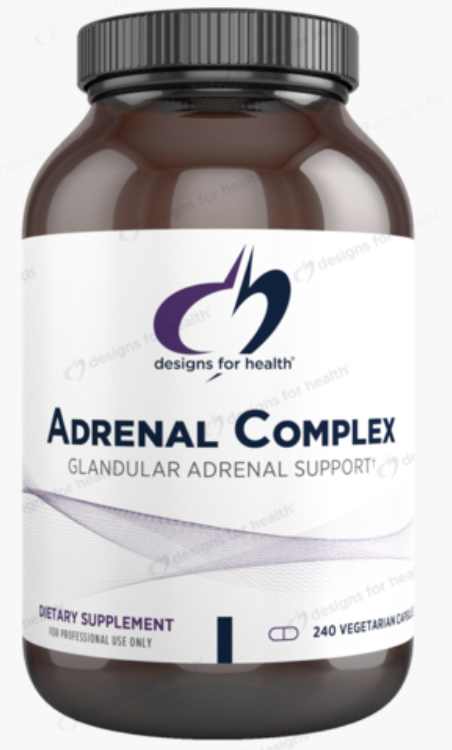 designs for health®
ADRENAL COMPLEX
GLANDULAR ADRENAL SUPPORT†
DIETARY SUPPLEMENT
FOR PROFESSIONAL USE ONLY
240 VEGETARIAN CAPSULES